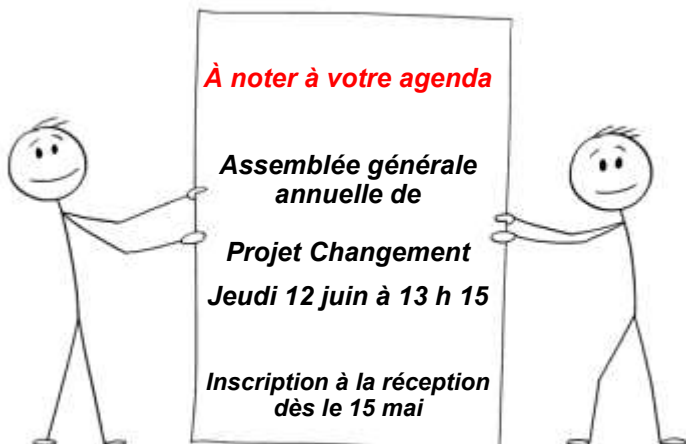 À noter à votre agenda
Assemblée générale
annuelle de
Projet Changement
Jeudi 12 juin à 13 h 15
Inscription à la réception
dès le 15 mai